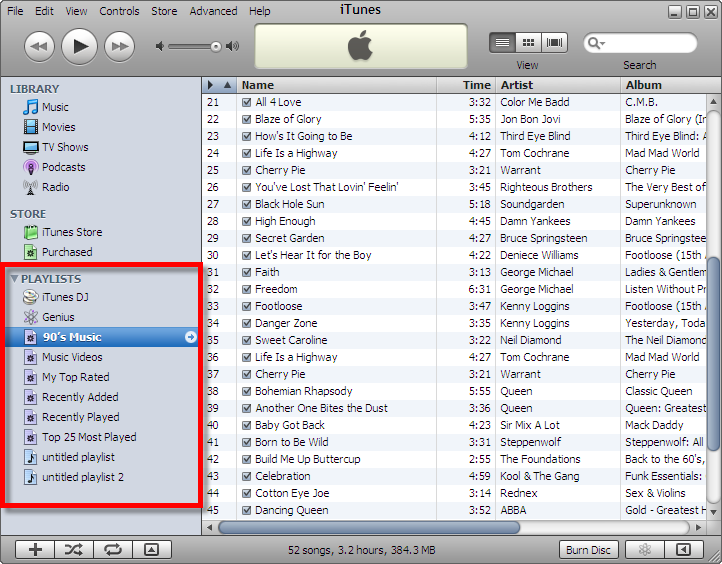 iTunes
File Edit View Controls Store Advanced Help
View
Search
LIBRARY
Music
Movies
TV Shows
Podcasts
Radio
STORE
iTunes Store
Purchased
PLAYLISTS
iTunes DJ
Genius
90's Music
Music Videos
My Top Rated
Recently Added
Recently Played
Top 25 Most Played
untitled playlist
untitled playlist 2
Name Time Artist Album
21 All 4 Love 3:32 Color Me Badd C.M.B.
22 Blaze of Glory 5:35 Jon Bon Jovi Blaze of Glory (In
23 How's It Going to Be 4:12 Third Eye Blind Third Eye Blind: A
24 Life Is a Highway 4:27 Tom Cochrane Mad Mad World
25 Cherry Pie 3:21 Warrant Cherry Pie
26 You've Lost That Lovin' Feelin' 3:45 Righteous Brothers The Very Best of
27 Black Hole Sun 5:18 Soundgarden Superunknown
28 High Enough 4:45 Damn Yankees Damn Yankees
29 Secret Garden 4:27 Bruce Springsteen Bruce Springsteen
30 Let's Hear It for the Boy 4:22 Deniece Williams Footloose (15th A
31 Faith 3:13 George Michael Ladies & Gentlem
32 Freedom 6:31 George Michael Listen Without Pr
33 Footloose 3:47 Kenny Loggins Footloose (15th A
34 Danger Zone 3:35 Kenny Loggins Yesterday, Toda
35 Sweet Caroline 3:22 Neil Diamond The Neil Diamond
36 Life Is a Highway 4:27 Tom Cochrane Mad Mad World
37 Cherry Pie 3:21 Warrant Cherry Pie
38 Bohemian Rhapsody 5:55 Queen Queen
39 Another One Bites the Dust 3:36 Queen Queen: Greatest
40 Baby Got Back 4:23 Sir Mix A Lot Mack Daddy
41 Born to Be Wild 3:31 Steppenwolf Steppenwolf: All
42 Build Me Up Buttercup 2:55 The Foundations Back to the 60's,
43 Celebration 4:59 Kool & The Gang Funk Essentials:
44 Cotton Eye Joe 3:14 Rednex Sex & Violins
45 Dancing Queen 3:52 ABBA Gold - Greatest H
52 songs, 3.2 hours, 384.3 MB
Burn Disc